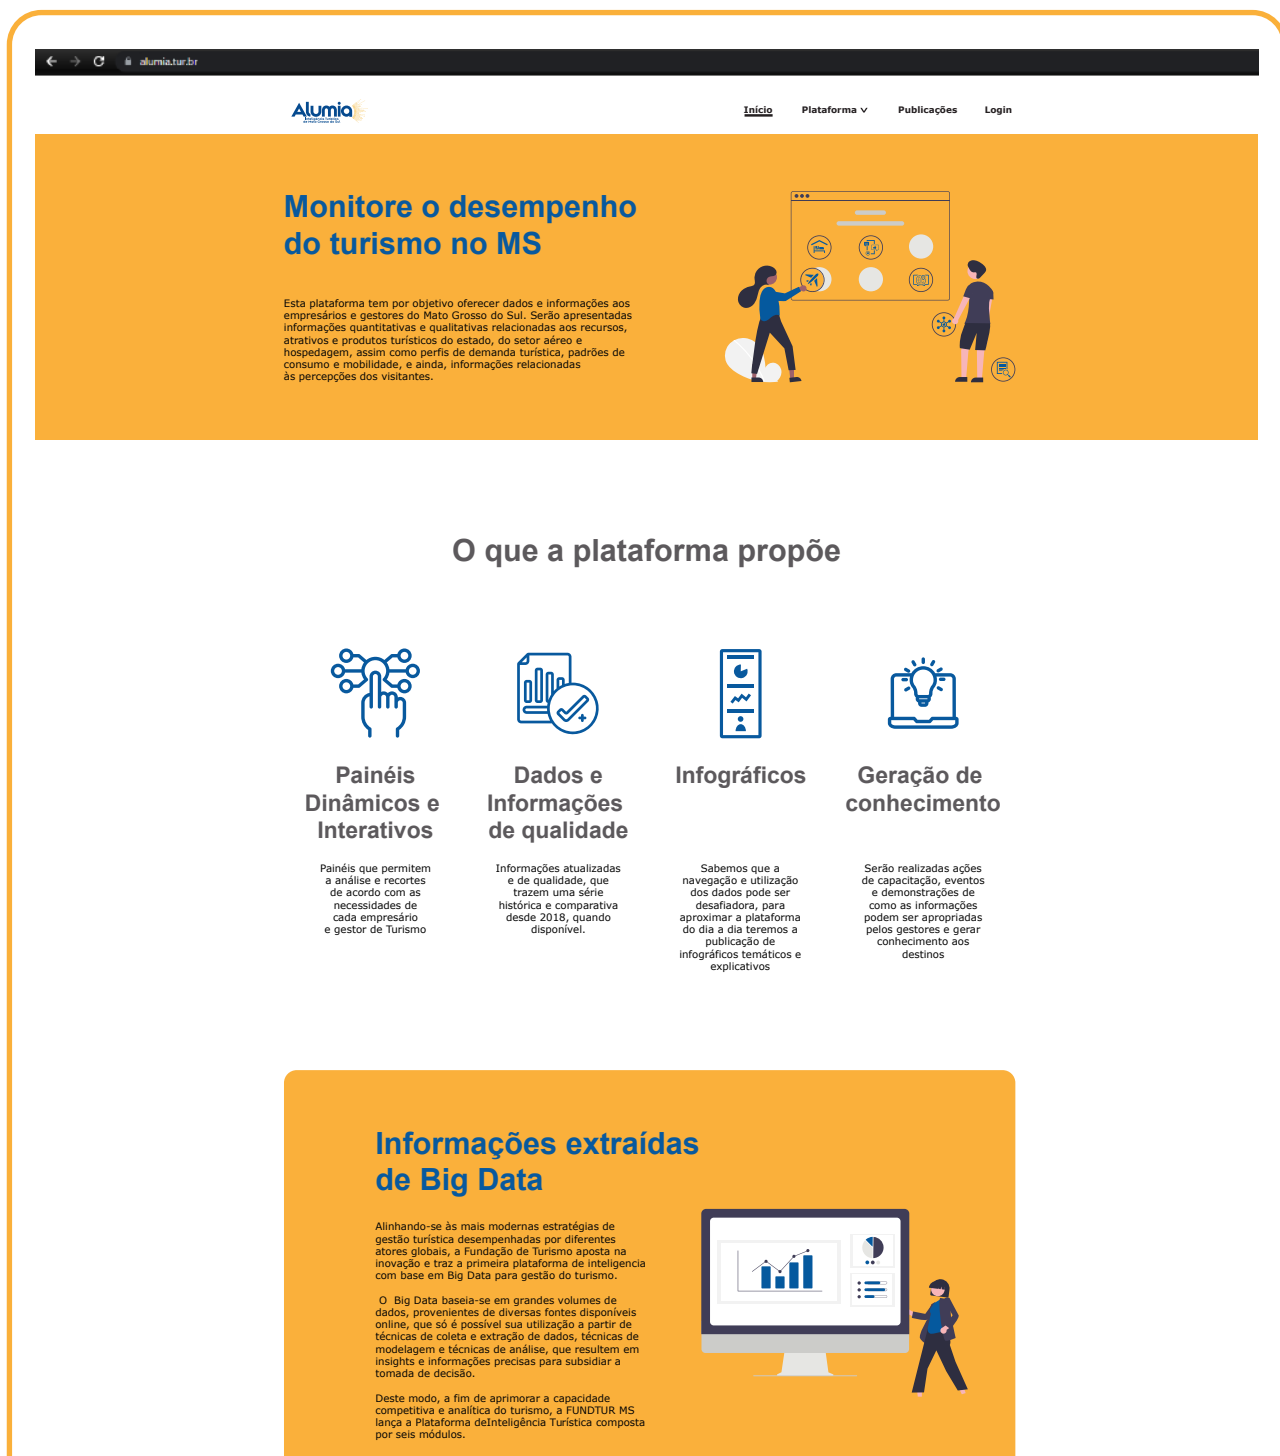 alumia.tur.br
Alumia
Início Plataforma Publicações Login
Monitore o desempenho
do turismo no MS
Esta plataforma tem por objetivo oferecer dados e informações aos
empresários e gestores do Mato Grosso do Sul. Serão apresentadas
informações quantitativas e qualitativas relacionadas aos recursos,
atrativos e produtos turísticos do estado, do setor aéreo e
hospedagem, assim como perfis de demanda turística, padrões de
consumo e mobilidade, e ainda, informações relacionadas
às percepções dos visitantes.
O que a plataforma propõe
Painéis
Dinâmicos e
Interativos
Painéis que permitem
a análise e recortes
de acordo com as
necessidades de
cada empresário
e gestor de Turismo
Dados e
Informações
de qualidade
Informações atualizadas
e de qualidade, que
trazem uma série
histórica e comparativa
desde 2018, quando
disponível.
Infográficos
Sabemos que a
navegação e utilização
dos dados pode ser
desafiadora, para
aproximar a plataforma
do dia a dia teremos a
publicação de
infográficos temáticos e
explicativos
Geração de
conhecimento
Serão realizadas ações
de capacitação, eventos
e demonstrações de
como as informações
podem ser apropriadas
pelos gestores e gerar
conhecimento aos
destinos
Informações extraídas
de Big Data
Alinhando-se às mais modernas estratégias de
gestão turística desempenhadas por diferentes
atores globais, a Fundação de Turismo aposta na
inovação e traz a primeira plataforma de inteligencia
com base em Big Data para gestão do turismo.
O Big Data baseia-se em grandes volumes de
dados, provenientes de diversas fontes disponíveis
online, que só é possível sua utilização a partir de
técnicas de coleta e extração de dados, técnicas de
modelagem e técnicas de análise, que resultem em
insights e informações precisas para subsidiar a
tomada de decisão.
Deste modo, a fim de aprimorar a capacidade
competitiva e analítica do turismo, a FUNDTUR MS
lança a Plataforma deInteligência Turística composta
por seis módulos.